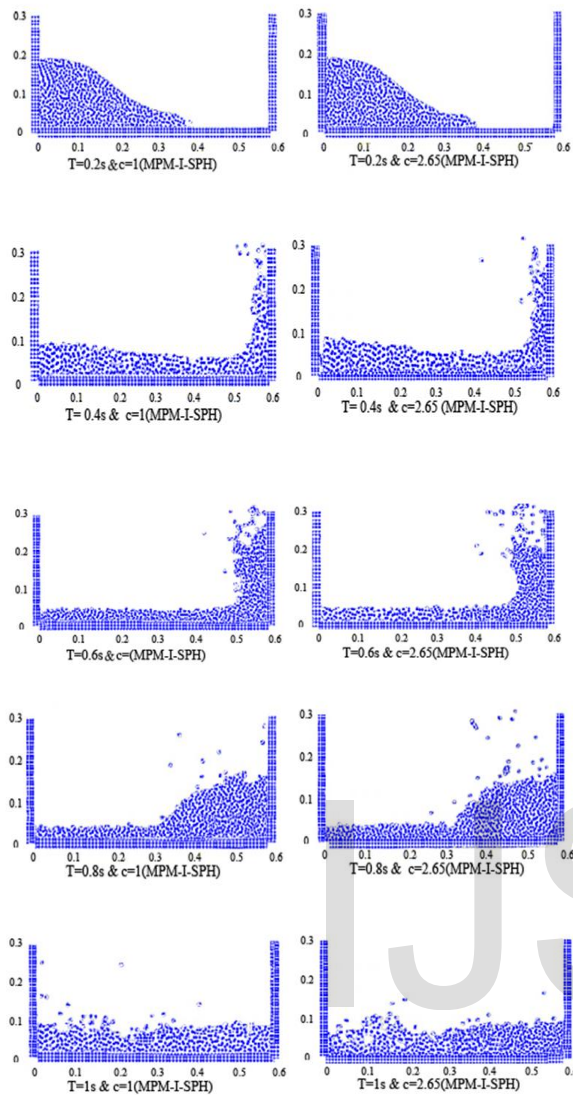 0.3 0.3
0.2 0.2
0.1 0.1
0 0
0 0.1 0.2 0.3 0.4 0.5 0.6 0 0.1 0.2 0.3 0.4 0.5 0.6
T=0.2s &c=1(MPM-I-SPH) T=0.2s & c=2.65(MPM-I-SPH)
0.3 0.3
0.2 0.2
0.1 0.1
0 0
0 0.1 0.2 0.3 0.4 0.5 0.6 0 0.1 0.2 0.3 0.4 0.5 0.6
T= 0.4s & c=1(MPM-I-SPH) T= 0.4s & c=2.65 (MPM-I-SPH)
0.3 0.3
0.2 0.2
0.1 0.1
0 0
0 0.1 0.2 0.3 0.4 0.5 0.6 0 0.1 0.2 0.3 0.4 0.5 0.6
T=0.6s &c=(MPM-I-SPH) T=0.6s & c=2.65(MPM-I-SPH)
0.3 0.3
0.2 0.2
0.1 0.1
0 0
0 0.1 0.2 0.3 0.4 0.5 0.6 0 0.1 0.2 0.3 0.4 0.5 0.6
T=0.8s & c=1(MPM-I-SPH) T=0.8s & c=2.65(MPM-I-SPH)
IJS
0.3 0.3
0.2 0.2
0.1 0.1
0 0
0 0.1 0.2 0.3 0.4 0.5 0.6 0 0.1 0.2 0.3 0.4 0.5 0.6
T=1s & c=1(MPM-I-SPH) T=1s & c=2.65(MPM-I-SPH)